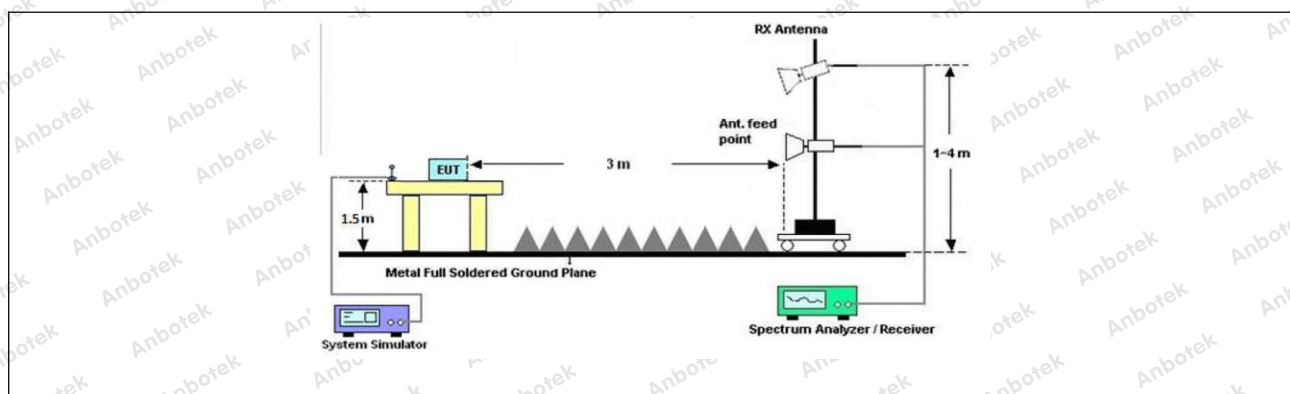 RX Antenna
Ant. feed
point
1~4 m
3 m
EUT
1.5 m
Metal Full Soldered Ground Plane
System Simulator
Spectrum Analyzer / Receiver
Anbotek